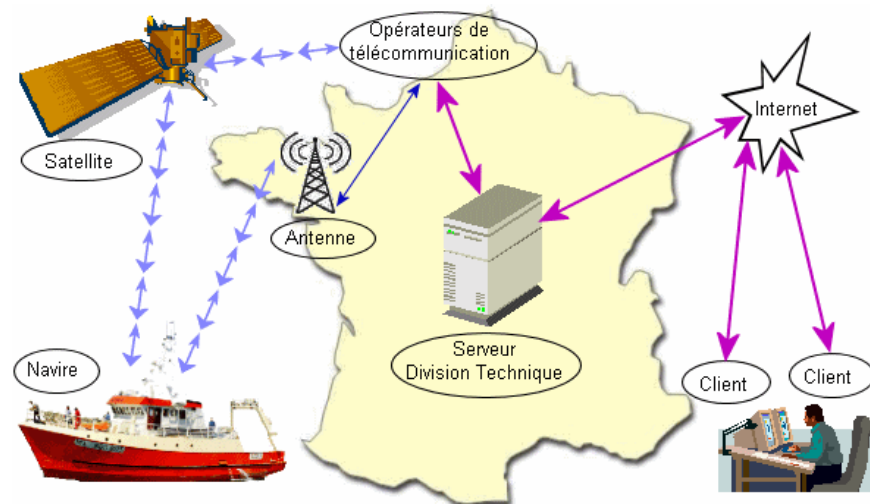 Opérateurs de
télécommunication
Internet
Satellite
Antenne
Serveur
Division Technique
Navire
Client
Client